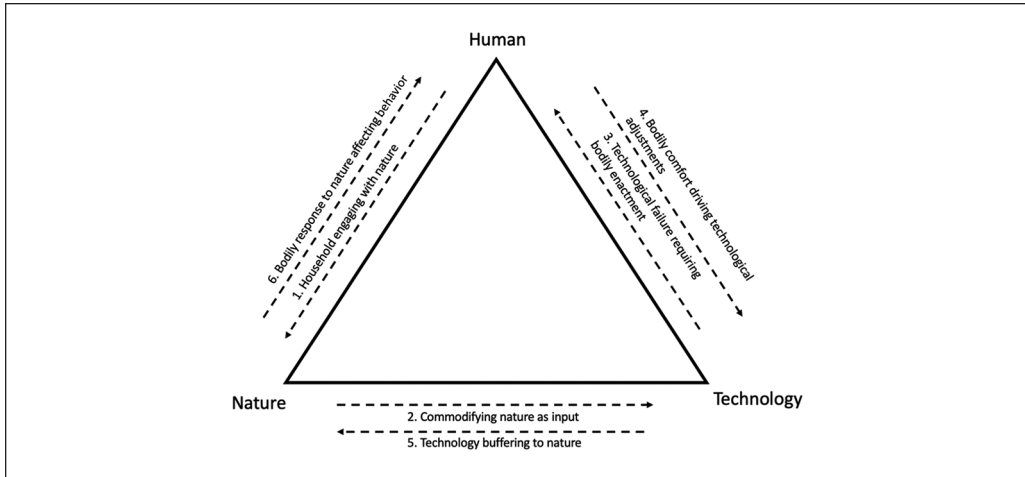 Human
6. Bodily response to nature affecting behavior
1. Household engaging with nature
4. Bodily comfort driving technological
adjustments
3. Technological failure requiring
bodily enactment
Nature
Technology
2. Commodifying nature as input
5. Technology buffering to nature